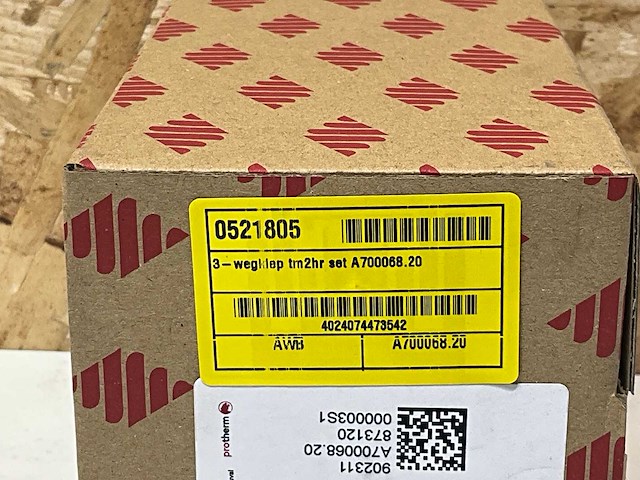 0521805
3-wegklep tm2hr set A700068.20
4024074473542
AWB A700068.20
protherm
902311
A700068.20
873120
000003S1